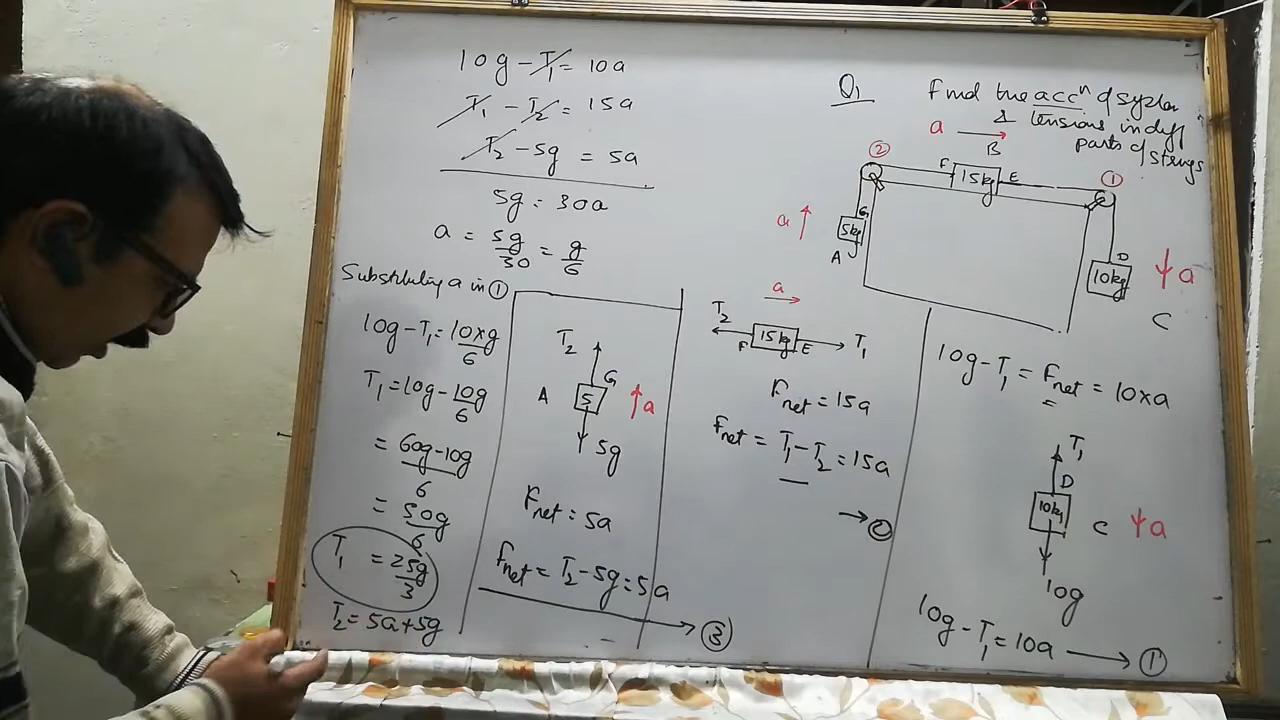 10g - T₁ = 10a
T₁ - T₂ = 15a
T₂ - 5g = 5a
5g = 30a
a = 5g/30 = g/6
Substituting a in ①
10g - T₁ = 10xg/6
T₁ = 10g - 10g/6
= 60g - 10g/6
= 50g/6
T₁ = 25g/3
T₂ = 5a + 5g
T₂
G
A 5 a
5g
Fnet = 5a
Fnet = T₂ - 5g = 5a
③
Q1 Find the accⁿ of system
& tensions in diff
parts of strings
a
B
② F 15kg E ①
a 5kg G
A
D
10kg a
C
a
T₂ 15kg T₁
F E
Fnet = 15a
Fnet = T₁ - T₂ = 15a
②
10g - T₁ = Fnet = 10xa
T₁
D
10kg C a
10g
10g - T₁ = 10a ①